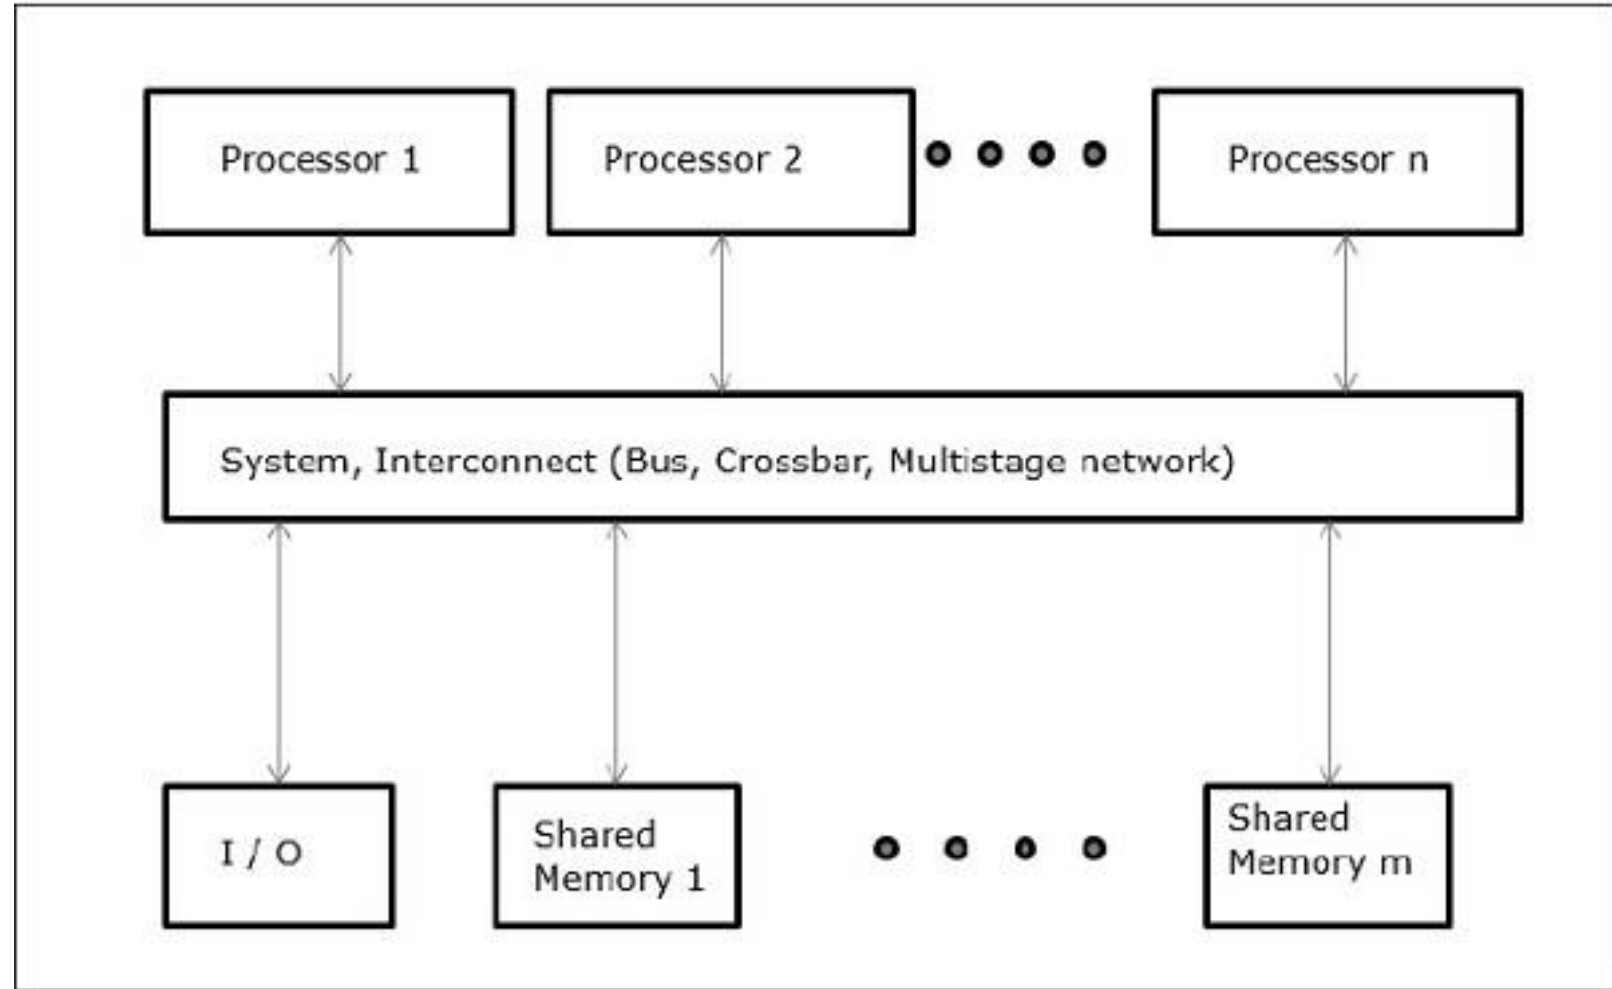 Processor 1
Processor 2
Processor n
System, Interconnect (Bus, Crossbar, Multistage network)
I / O
Shared
Memory 1
Shared
Memory m